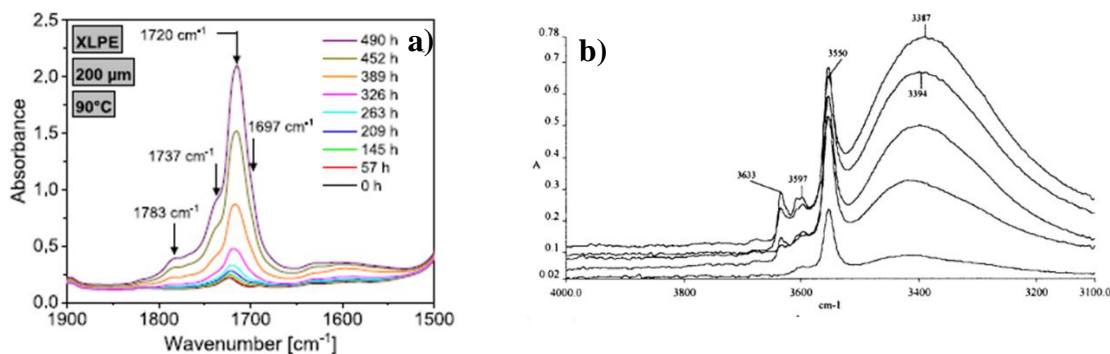 a)
XLPE
200 µm
90°C
1720 cm⁻¹
1697 cm⁻¹
1737 cm⁻¹
1783 cm⁻¹
490 h
452 h
389 h
326 h
263 h
209 h
145 h
57 h
0 h
Absorbance
2.5
2.0
1.5
1.0
0.5
0.0
1900
1800
1700
1600
1500
Wavenumber [cm⁻¹]
b)
3387
3550
3394
3633
3597
A
0.78
0.7
0.6
0.5
0.4
0.3
0.2
0.1
0.02
4000.0
3800
3600
3400
3200
3100.0
cm-1